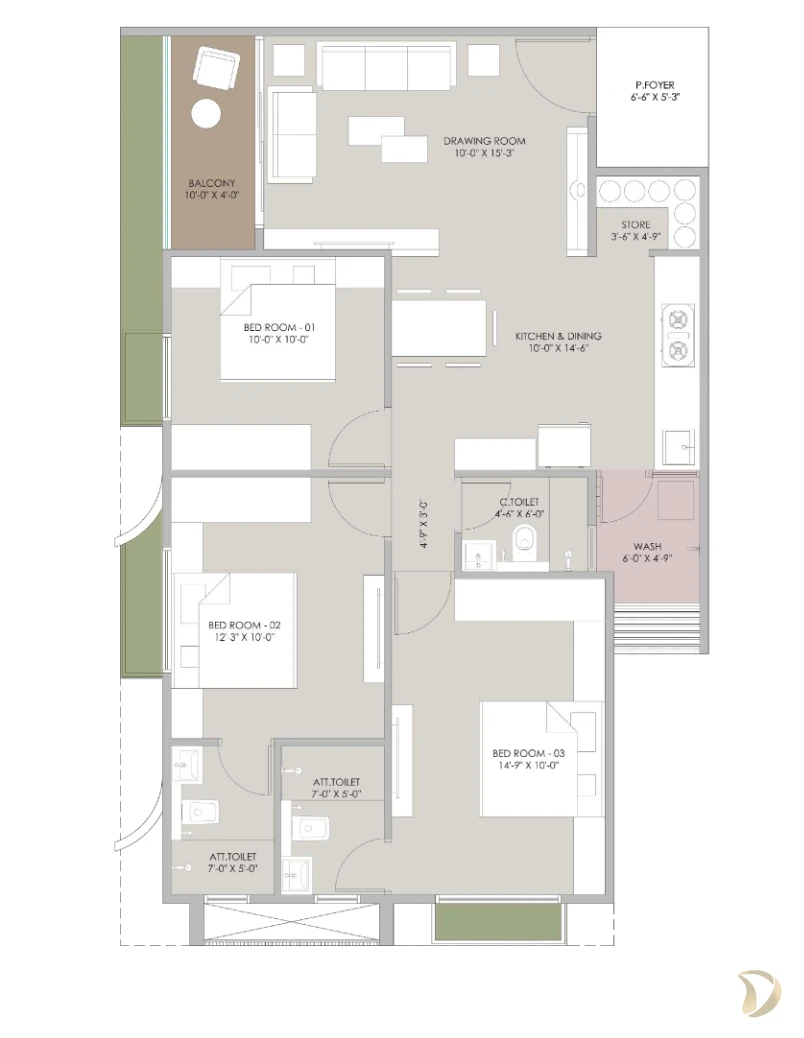 P.FOYER
6'-6" X 5'-3"
DRAWING ROOM
10'-0" X 15'-3"
BALCONY
10'-0" X 4'-0"
STORE
3'-6" X 4'-9"
BED ROOM - 01
10'-0" X 10'-0"
KITCHEN & DINING
10'-0" X 14'-6"
C.TOILET
4'-6" X 6'-0"
4'-9" X 3'-0"
WASH
6'-0" X 4'-9"
BED ROOM - 02
12'-3" X 10'-0"
BED ROOM - 03
14'-9" X 10'-0"
ATT.TOILET
7'-0" X 5'-0"
ATT.TOILET
7'-0" X 5'-0"